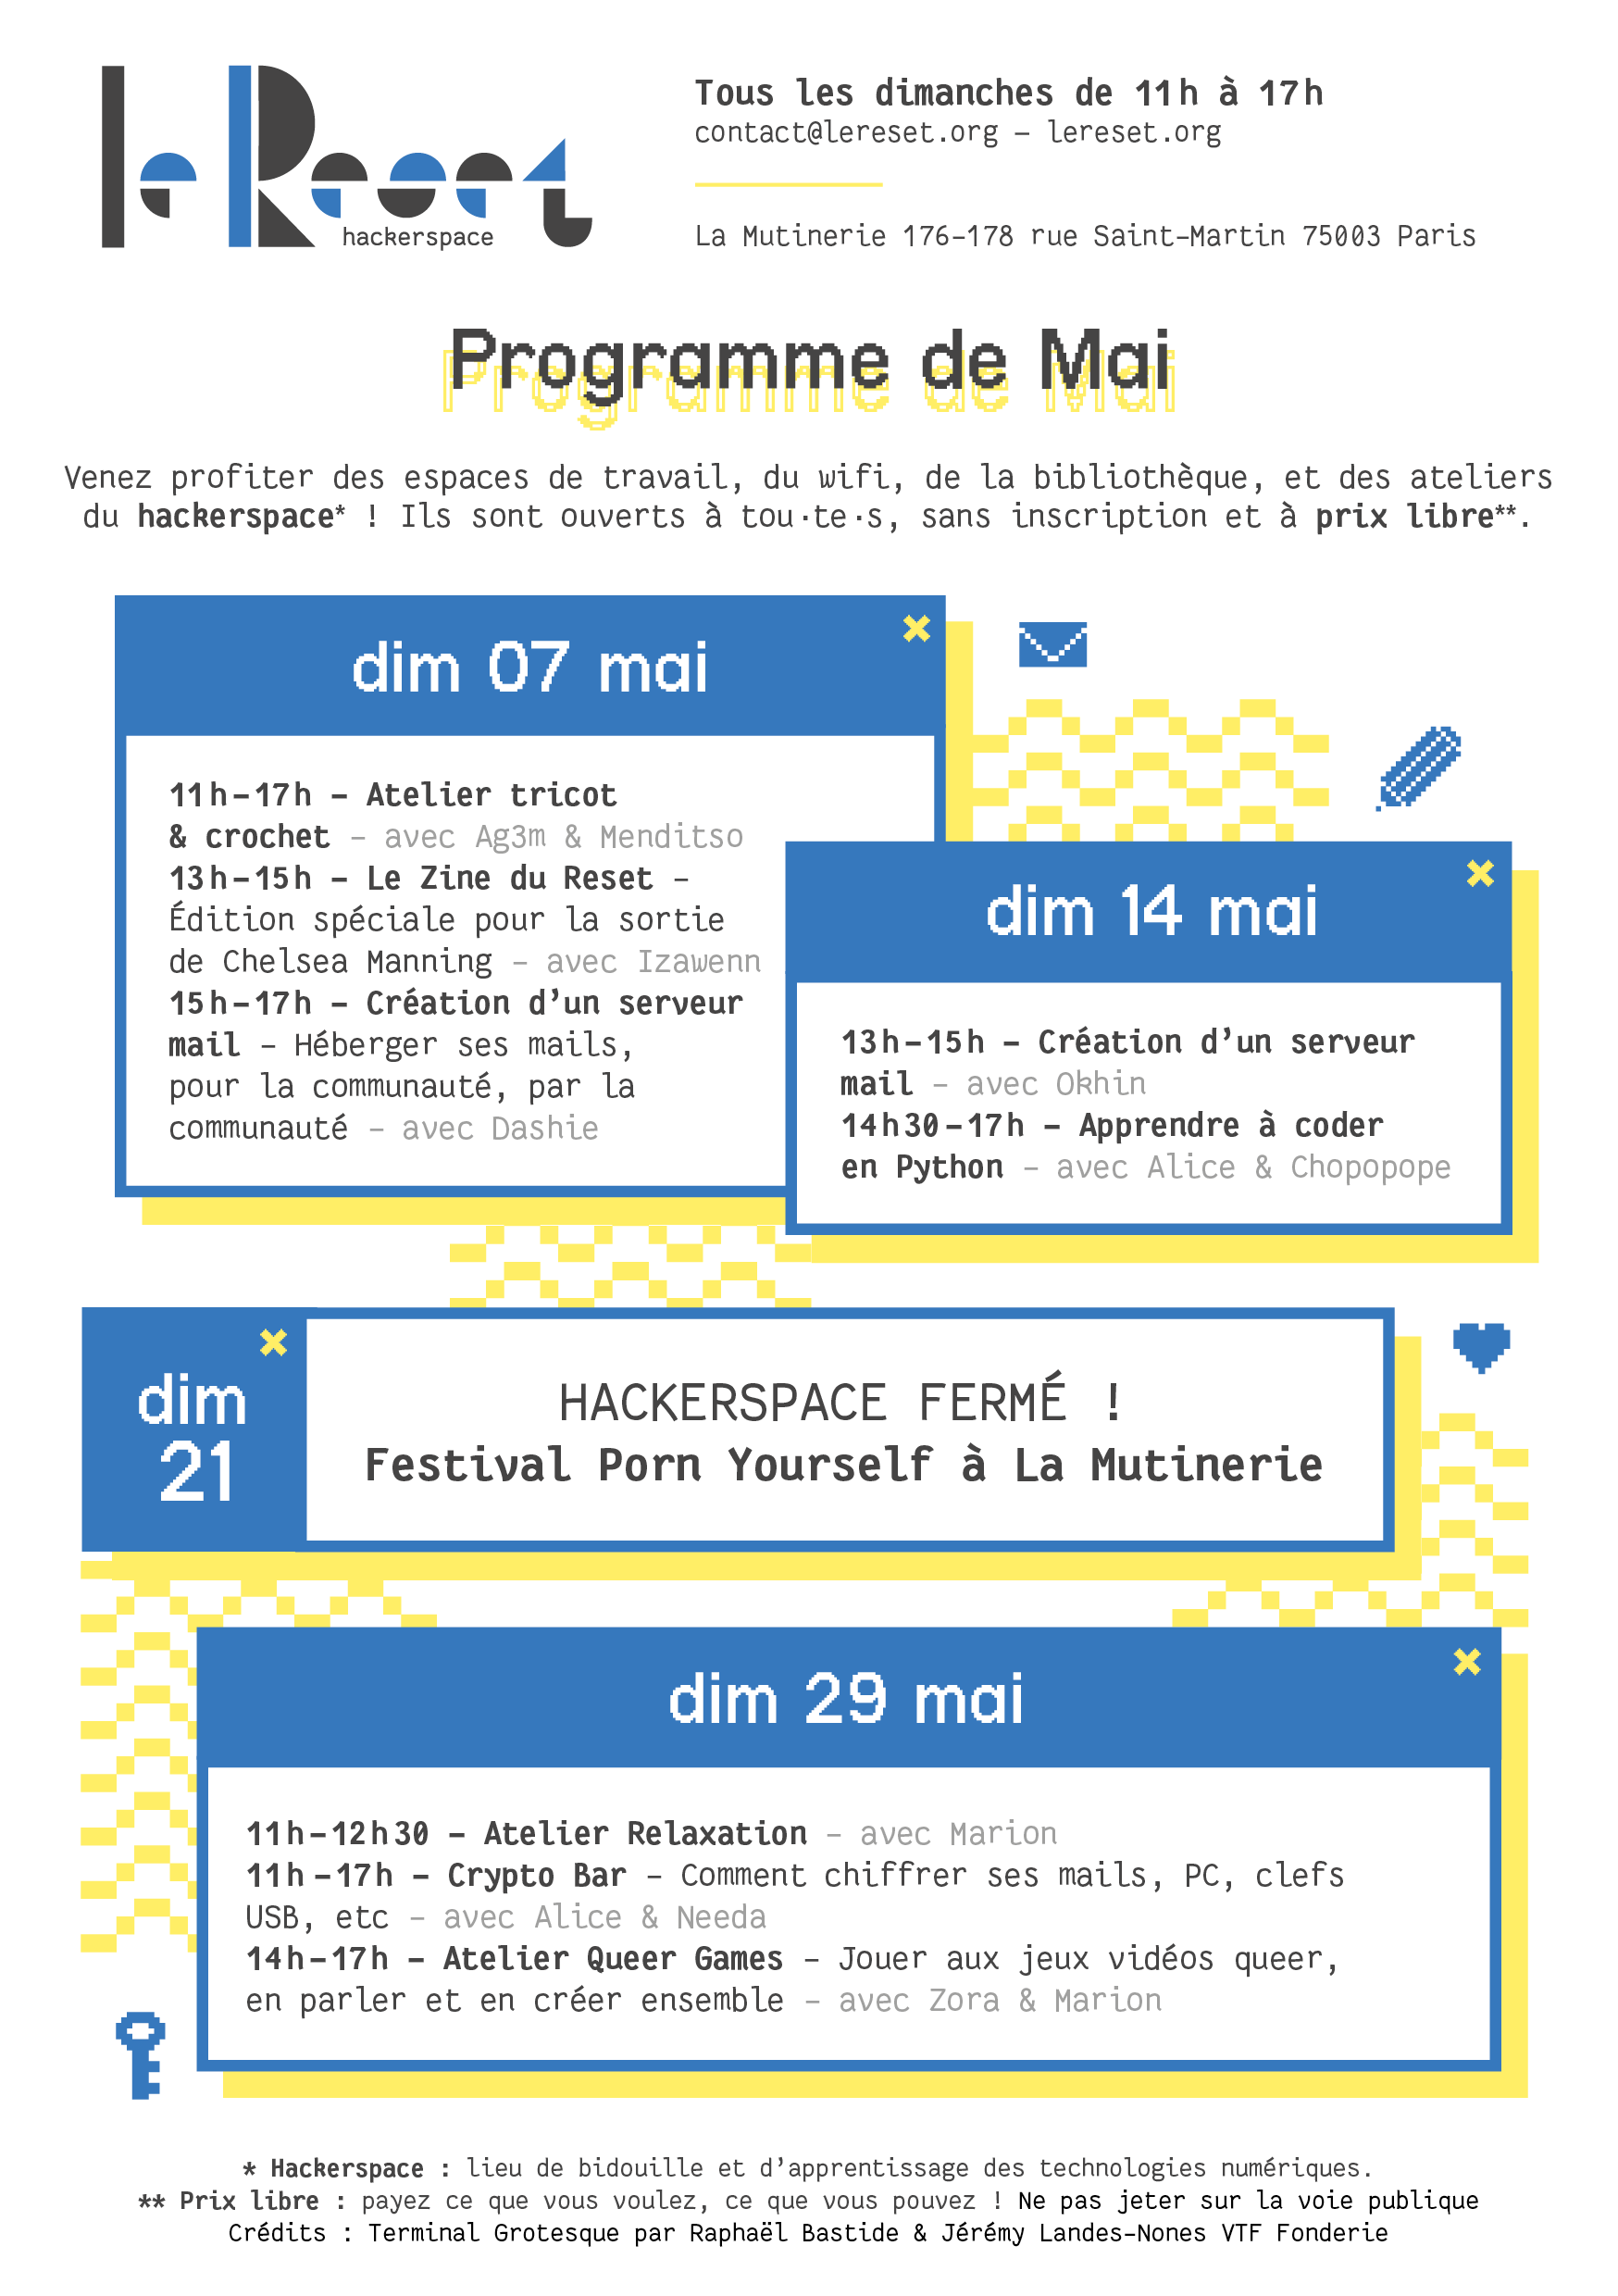 le Reset
hackerspace
Tous les dimanches de 11h à 17h
contact@lereset.org – lereset.org
La Mutinerie 176-178 rue Saint-Martin 75003 Paris
Programme de Mai
Venez profiter des espaces de travail, du wifi, de la bibliothèque, et des ateliers
du hackerspace* ! Ils sont ouverts à tou·te·s, sans inscription et à prix libre**.
dim 07 mai
11h-17h – Atelier tricot
& crochet – avec Ag3m & Menditso
13h-15h – Le Zine du Reset –
Édition spéciale pour la sortie
de Chelsea Manning – avec Izawenn
15h-17h – Création d’un serveur
mail – Héberger ses mails,
pour la communauté, par la
communauté – avec Dashie
dim 14 mai
13h-15h – Création d’un serveur
mail – avec Okhin
14h30-17h – Apprendre à coder
en Python – avec Alice & Chopopope
dim
21
HACKERSPACE FERMÉ !
Festival Porn Yourself à La Mutinerie
dim 29 mai
11h-12h30 – Atelier Relaxation – avec Marion
11h-17h – Crypto Bar – Comment chiffrer ses mails, PC, clefs
USB, etc – avec Alice & Needa
14h-17h – Atelier Queer Games – Jouer aux jeux vidéos queer,
en parler et en créer ensemble – avec Zora & Marion
* Hackerspace : lieu de bidouille et d’apprentissage des technologies numériques.
** Prix libre : payez ce que vous voulez, ce que vous pouvez ! Ne pas jeter sur la voie publique
Crédits : Terminal Grotesque par Raphaël Bastide & Jérémy Landes-Nones VTF Fonderie